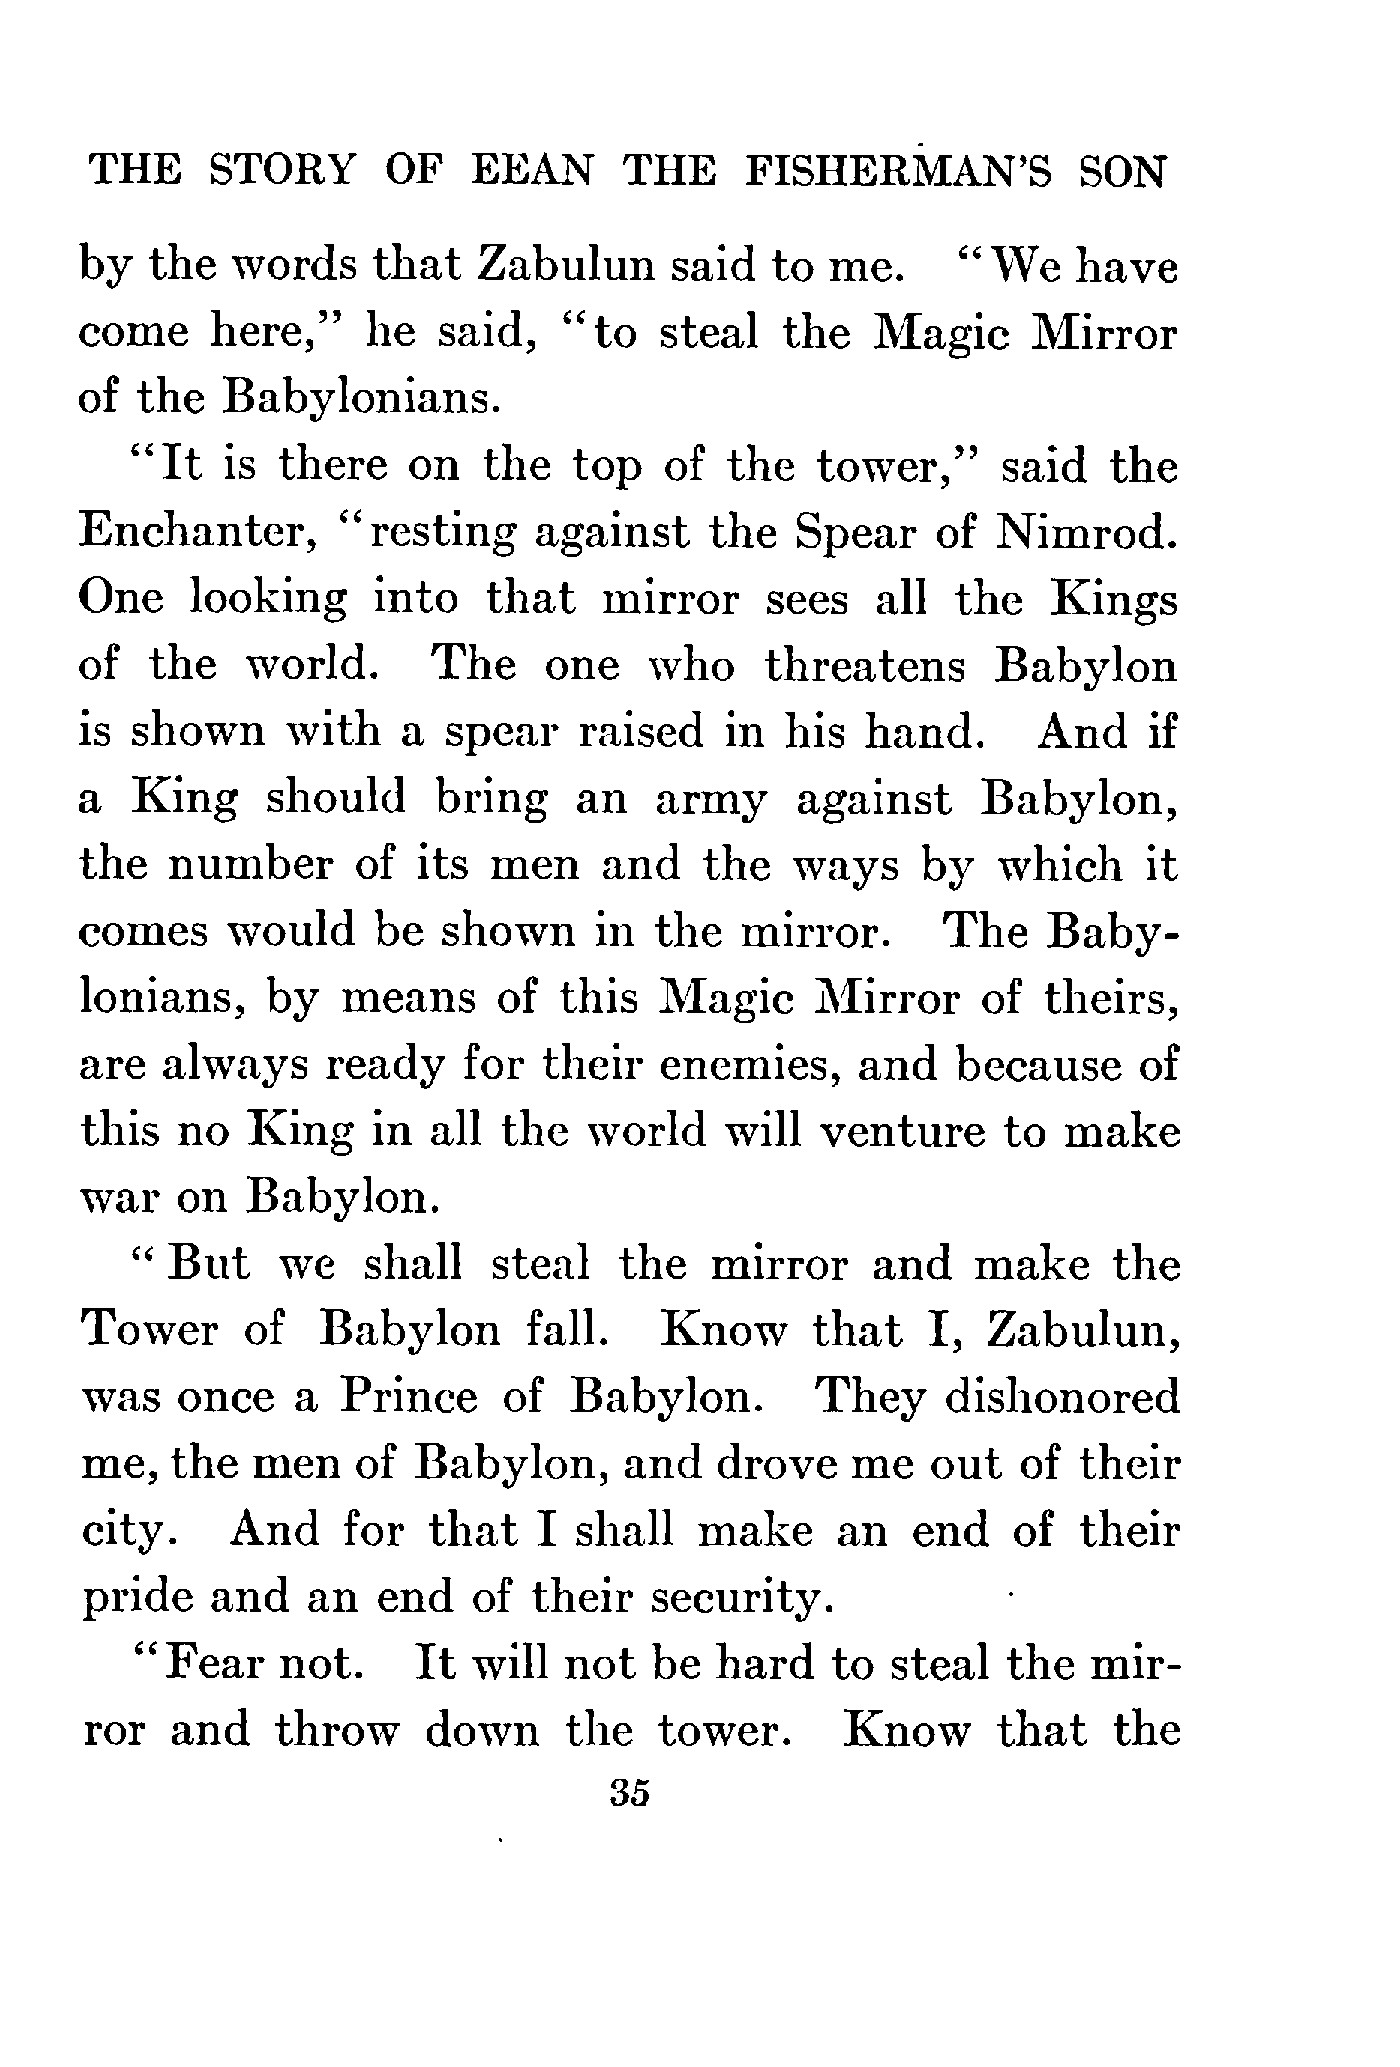 THE STORY OF EEAN THE FISHERMAN'S SON
by the words that Zabulun said to me. "We have
come here," he said, "to steal the Magic Mirror
of the Babylonians.
"It is there on the top of the tower," said the
Enchanter, "resting against the Spear of Nimrod.
One looking into that mirror sees all the Kings
of the world. The one who threatens Babylon
is shown with a spear raised in his hand. And if
a King should bring an army against Babylon,
the number of its men and the ways by which it
comes would be shown in the mirror. The Baby-
lonians, by means of this Magic Mirror of theirs,
are always ready for their enemies, and because of
this no King in all the world will venture to make
war on Babylon.
"But we shall steal the mirror and make the
Tower of Babylon fall. Know that I, Zabulun,
was once a Prince of Babylon. They dishonored
me, the men of Babylon, and drove me out of their
city. And for that I shall make an end of their
pride and an end of their security.
"Fear not. It will not be hard to steal the mir-
ror and throw down the tower. Know that the
35